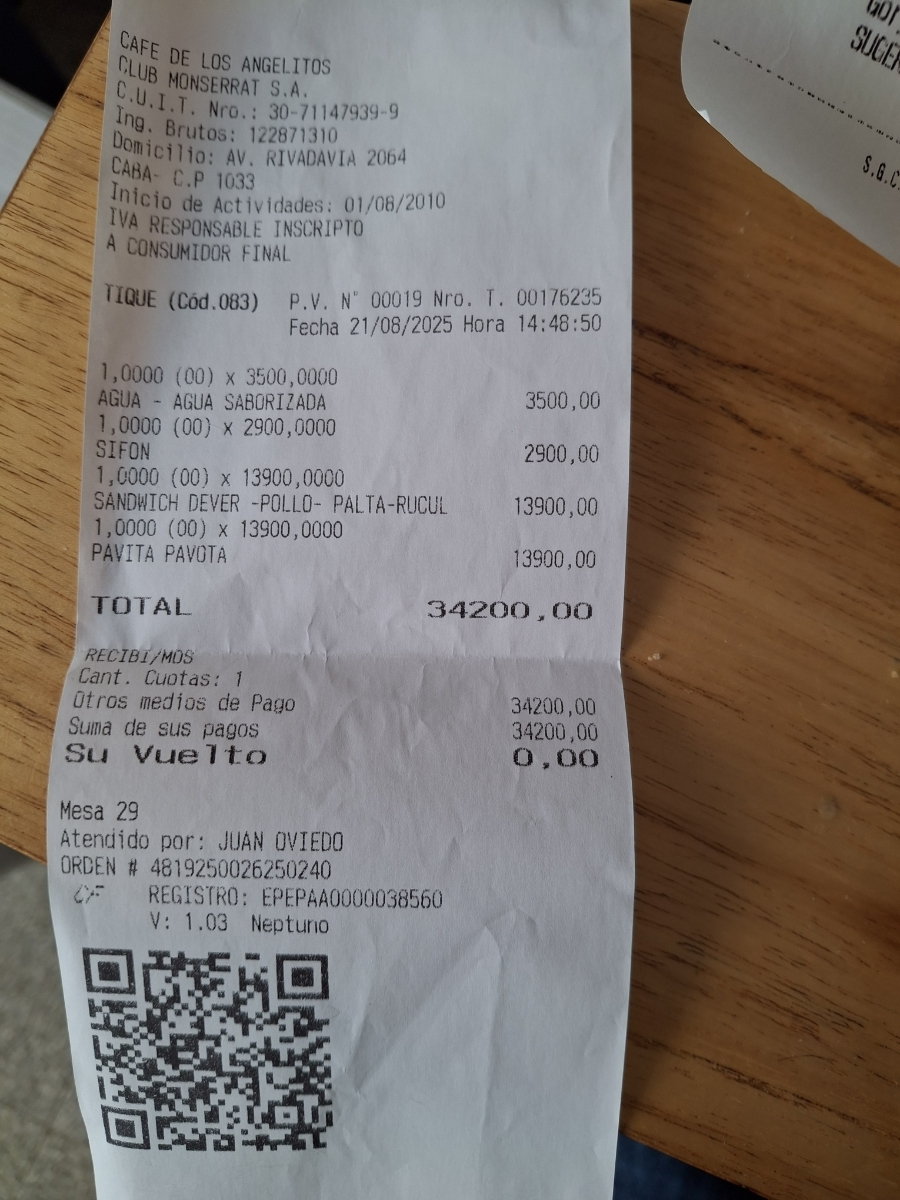 CAFE DE LOS ANGELITOS
CLUB MONSERRAT S.A.
C.U.I.T. Nro.: 30-71147939-9
Ing. Brutos: 122871310
Domicilio: AV. RIVADAVIA 2064
CABA- C.P 1033
Inicio de Actividades: 01/08/2010
IVA RESPONSABLE INSCRIPTO
A CONSUMIDOR FINAL
TIQUE (Cód.083) P.V. N° 00019 Nro. T. 00176235
Fecha 21/08/2025 Hora 14:48:50
1,0000 (00) x 3500,0000
AGUA - AGUA SABORIZADA 3500,00
1,0000 (00) x 2900,0000
SIFON 2900,00
1,0000 (00) x 13900,0000
SANDWICH DEVER -POLLO- PALTA-RUCUL 13900,00
1,0000 (00) x 13900,0000
PAVITA PAVOTA 13900,00
TOTAL 34200,00
RECIBI/MOS
Cant. Cuotas: 1
Otros medios de Pago 34200,00
Suma de sus pagos 34200,00
Su Vuelto 0,00
Mesa 29
Atendido por: JUAN OVIEDO
ORDEN # 4819250026250240
CF REGISTRO: EPEPAA0000038560
V: 1.03 Neptuno
S.G.C.